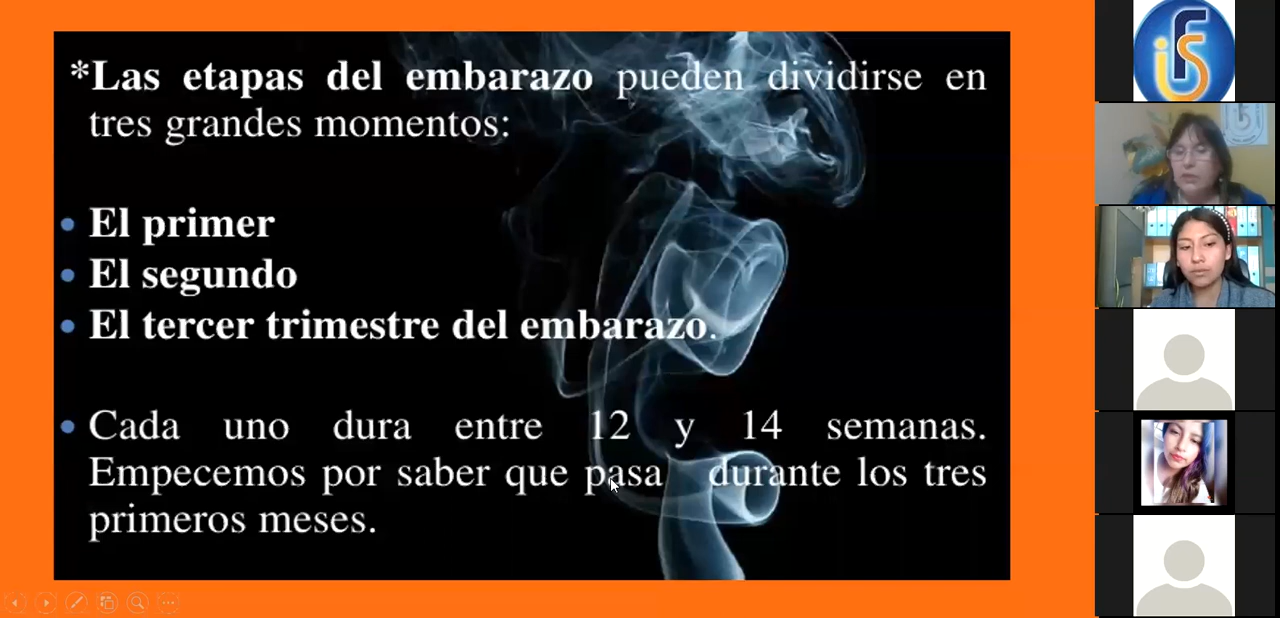 *Las etapas del embarazo pueden dividirse en
tres grandes momentos:
El primer
El segundo
El tercer trimestre del embarazo.
Cada uno dura entre 12 y 14 semanas.
Empecemos por saber que pasa durante los tres
primeros meses.